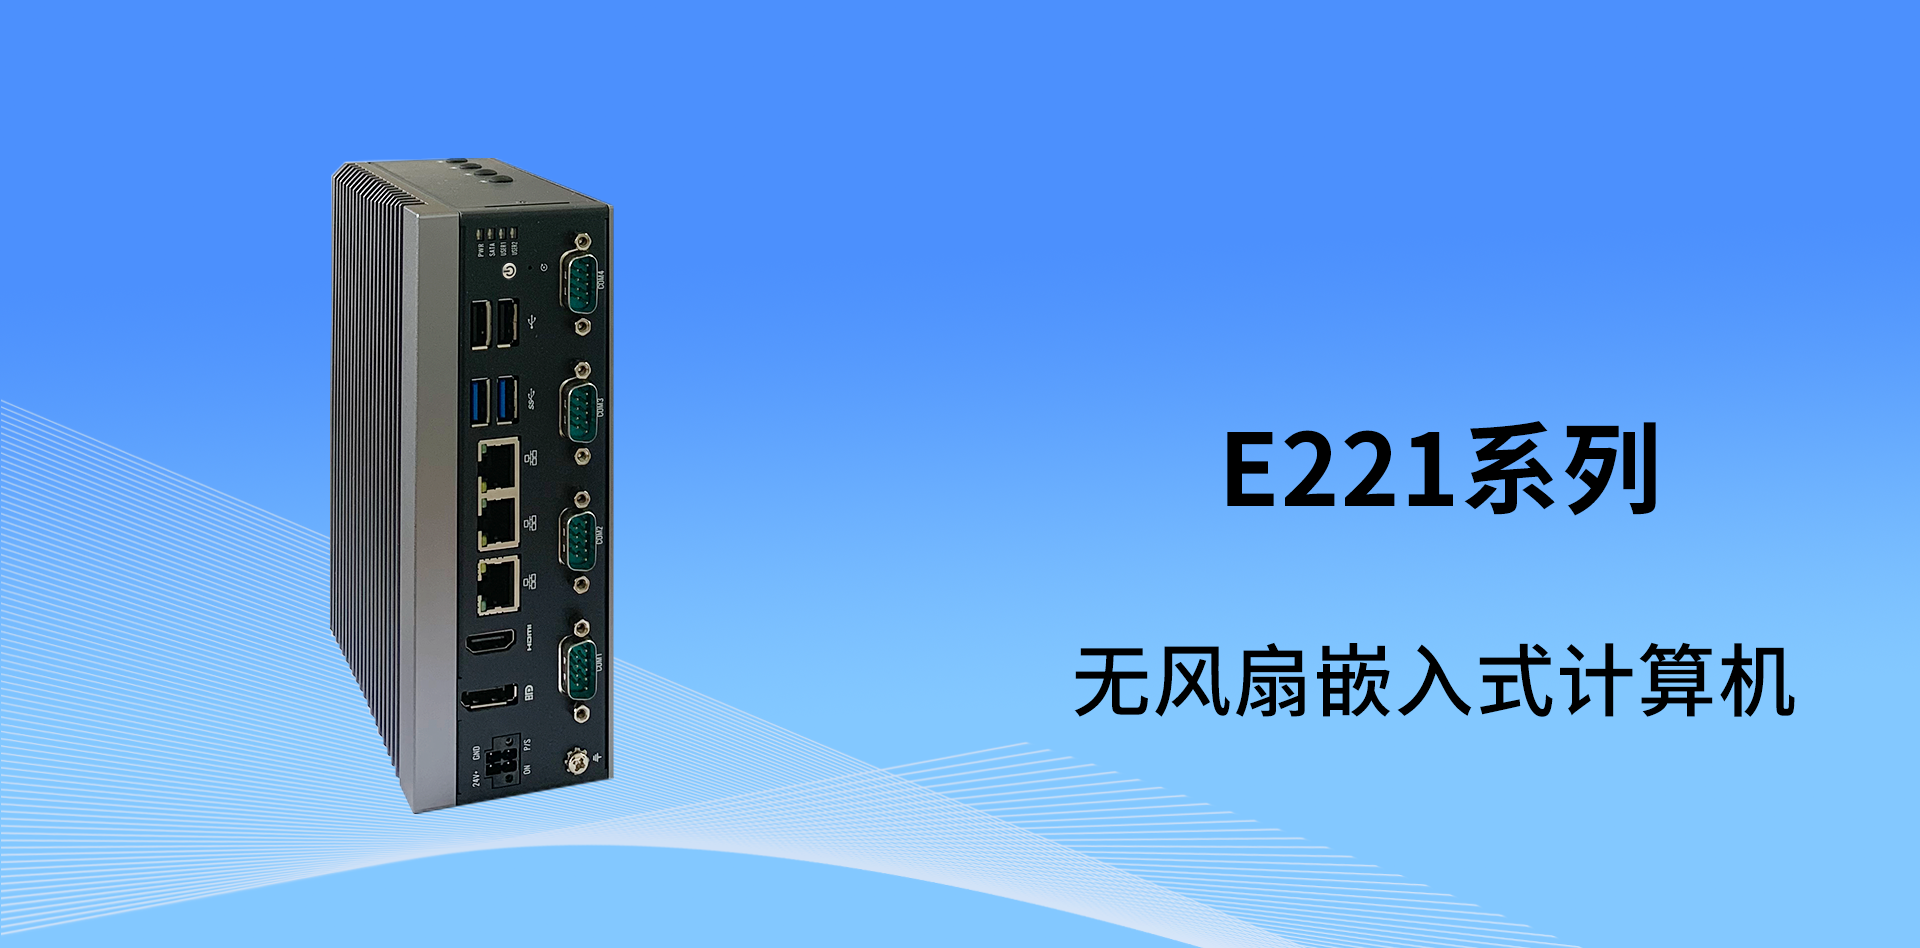 E221系列
无风扇嵌入式计算机
PWR
SATA
USER1
USER2
COM4
COM3
COM2
COM1
HDMI
24V+ GND
ON P/S